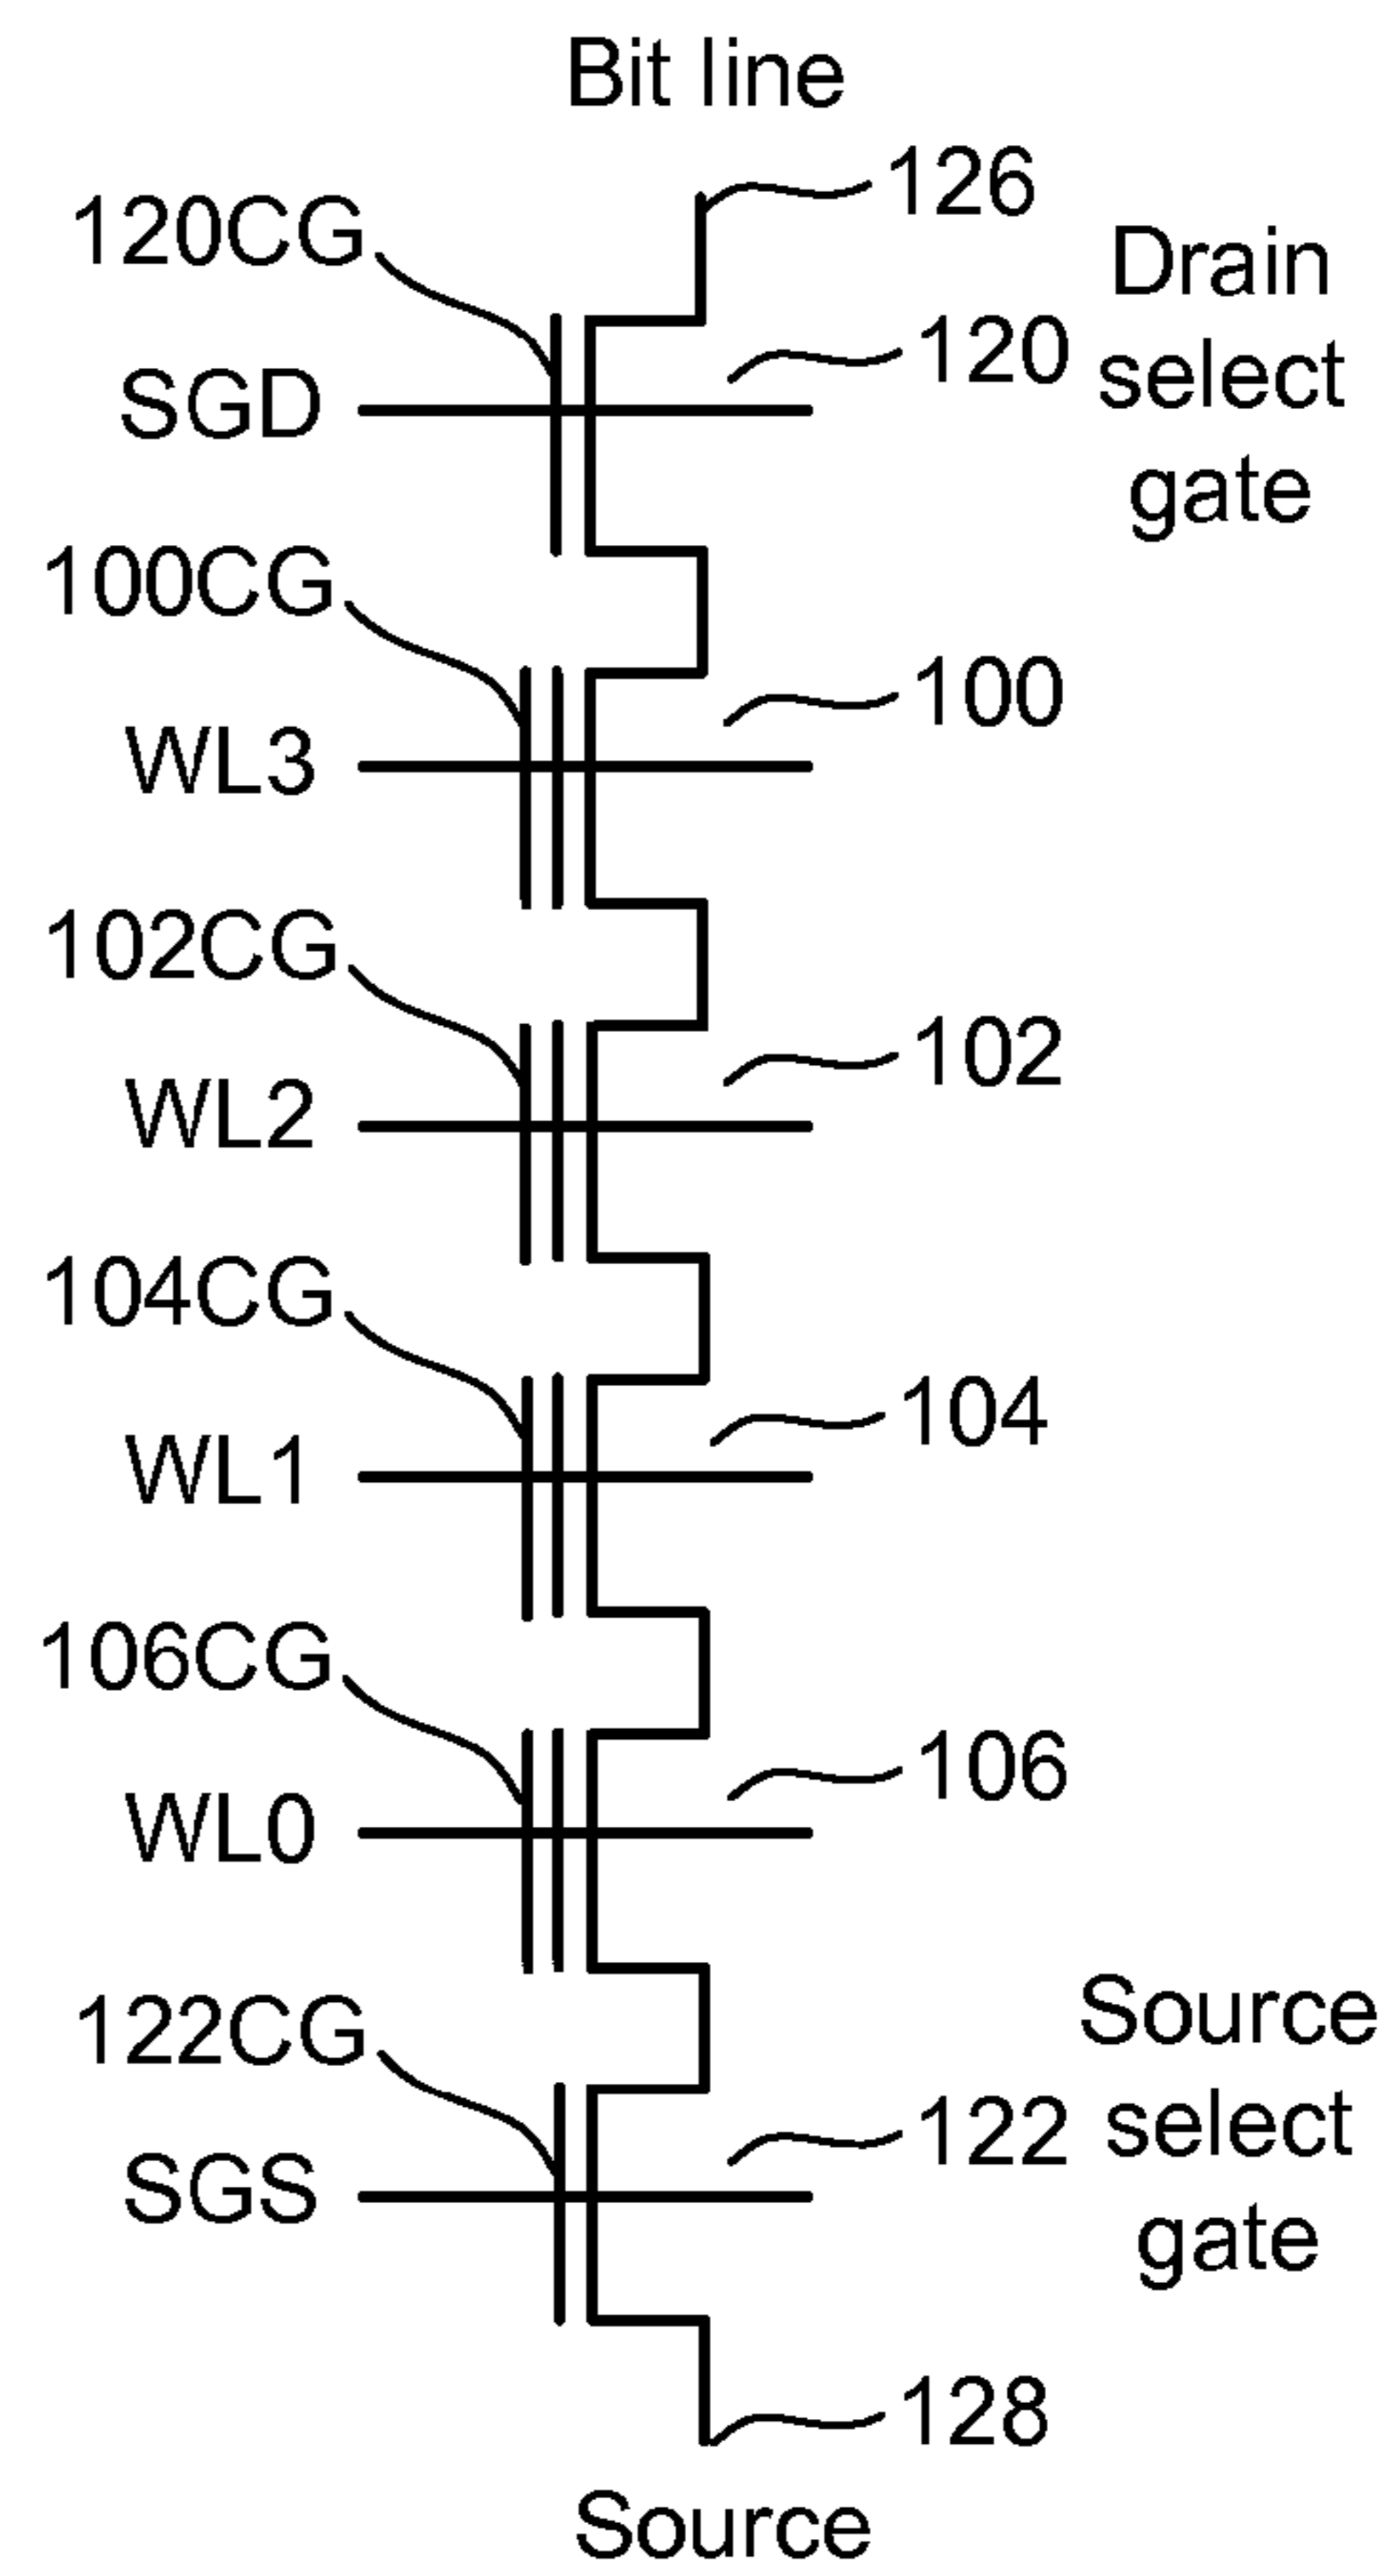 Bit line
126
120CG
Drain
select
gate
120
SGD
100CG
100
WL3
102CG
102
WL2
104CG
104
WL1
106CG
106
WL0
122CG
Source
select
gate
122
SGS
128
Source